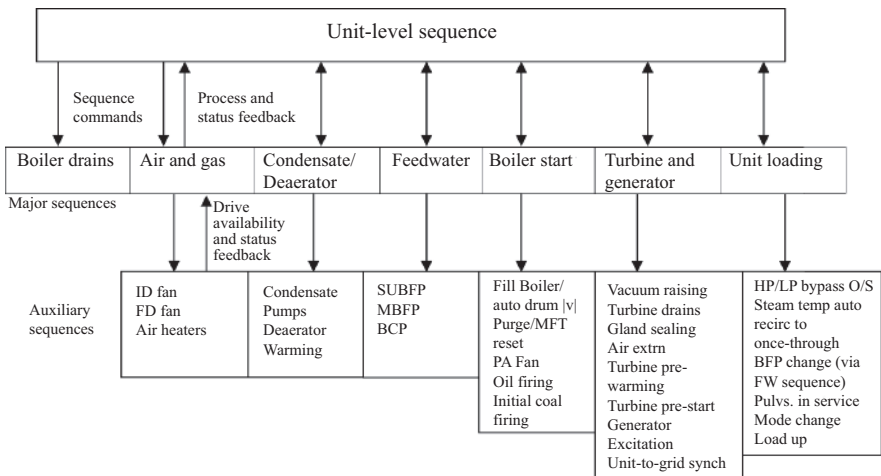 Unit-level sequence
Sequence
commands
Process and
status feedback
Boiler drains
Air and gas
Condensate/
Deaerator
Feedwater
Boiler start
Turbine and
generator
Unit loading
Major sequences
Drive
availability
and status
feedback
Auxiliary
sequences
ID fan
FD fan
Air heaters
Condensate
Pumps
Deaerator
Warming
SUBFP
MBFP
BCP
Fill Boiler/
auto drum |v|
Purge/MFT
reset
PA Fan
Oil firing
Initial coal
firing
Vacuum raising
Turbine drains
Gland sealing
Air extrn
Turbine pre-
warming
Turbine pre-start
Generator
Excitation
Unit-to-grid synch
HP/LP bypass O/S
Steam temp auto
recirc to
once-through
BFP change (via
FW sequence)
Pulvs. in service
Mode change
Load up